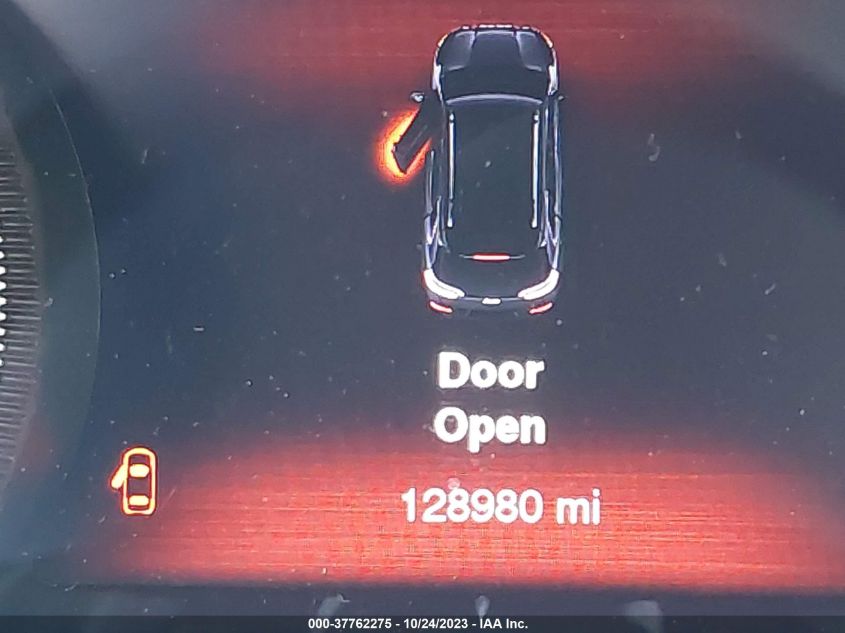 Door
Open
128980 mi
000-37762275 - 10/24/2023 - IAA Inc.